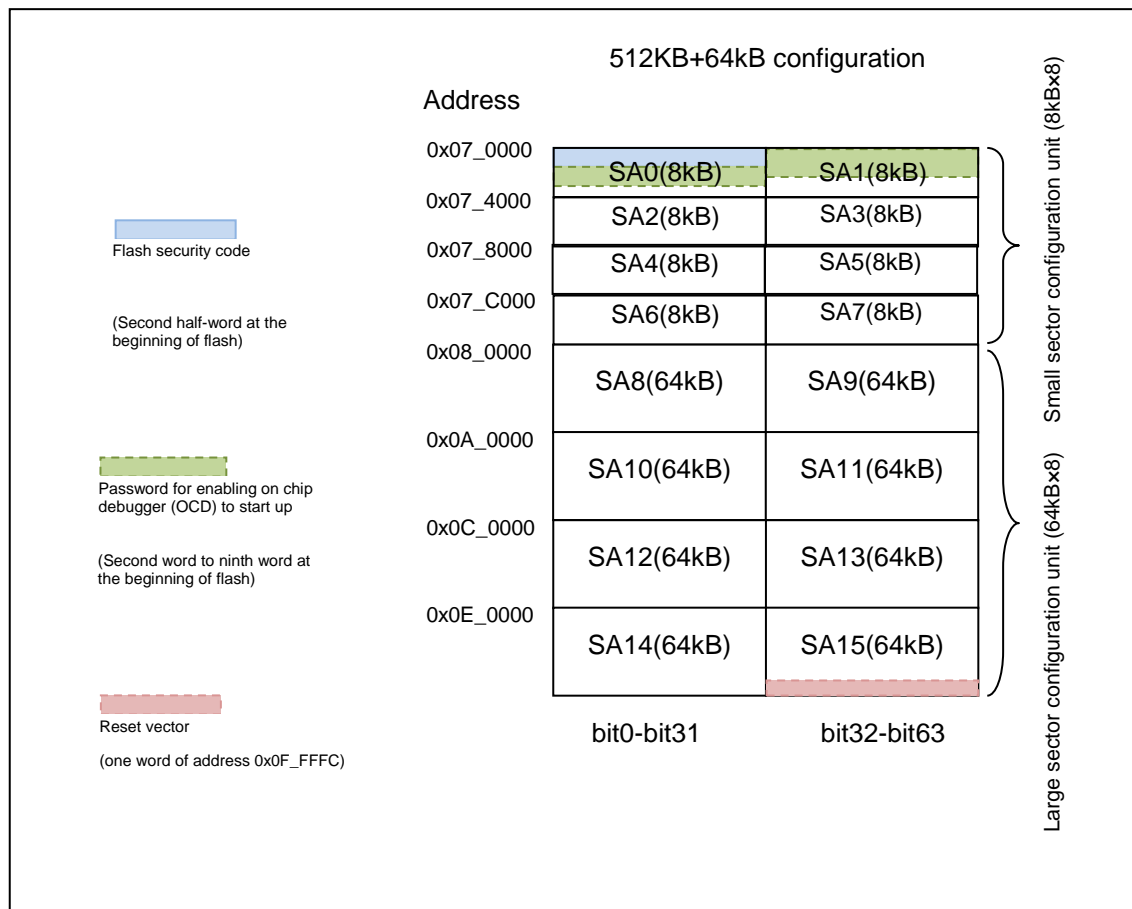 512KB+64kB configuration
Address
0x07_0000
SA0(8kB)
SA1(8kB)
0x07_4000
SA2(8kB)
SA3(8kB)
0x07_8000
SA4(8kB)
SA5(8kB)
0x07_C000
SA6(8kB)
SA7(8kB)
0x08_0000
SA8(64kB)
SA9(64kB)
0x0A_0000
SA10(64kB)
SA11(64kB)
0x0C_0000
SA12(64kB)
SA13(64kB)
0x0E_0000
SA14(64kB)
SA15(64kB)
bit0-bit31
bit32-bit63
Small sector configuration unit (8kB×8)
Large sector configuration unit (64kB×8)
Flash security code
(Second half-word at the
beginning of flash)
Password for enabling on chip
debugger (OCD) to start up
(Second word to ninth word at
the beginning of flash)
Reset vector
(one word of address 0x0F_FFFC)